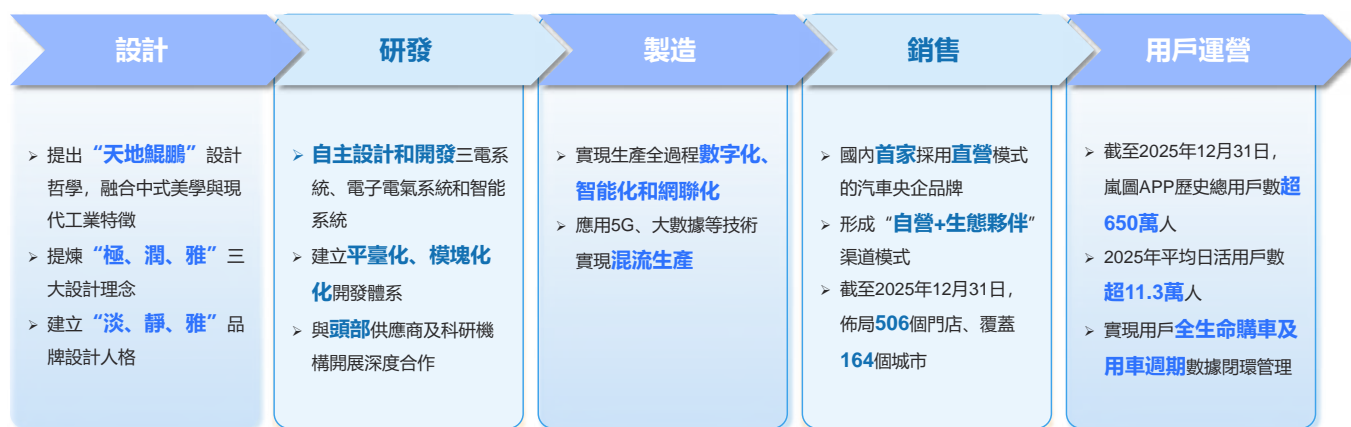 設計
提出“天地鯤鵬”設計
哲學，融合中式美學與現
代工業特徵
提煉“極、潤、雅”三
大設計理念
建立“淡、靜、雅”品
牌設計人格
研發
自主設計和開發三電系
統、電子電氣系統和智能
系統
建立平臺化、模塊化
化開發體系
與頭部供應商及科研機
構開展深度合作
製造
實現生產全過程數字化、
智能化和網聯化
應用5G、大數據等技術
實現混流生產
銷售
國內首家採用直營模式
的汽車央企品牌
形成“自營+生態夥伴”
渠道模式
截至2025年12月31日，
佈局506個門店、覆蓋
164個城市
用戶運營
截至2025年12月31日，
嵐圖APP歷史總用戶數超
650萬人
2025年平均日活用戶數
超11.3萬人
實現用戶全生命購車及
用車週期數據閉環管理